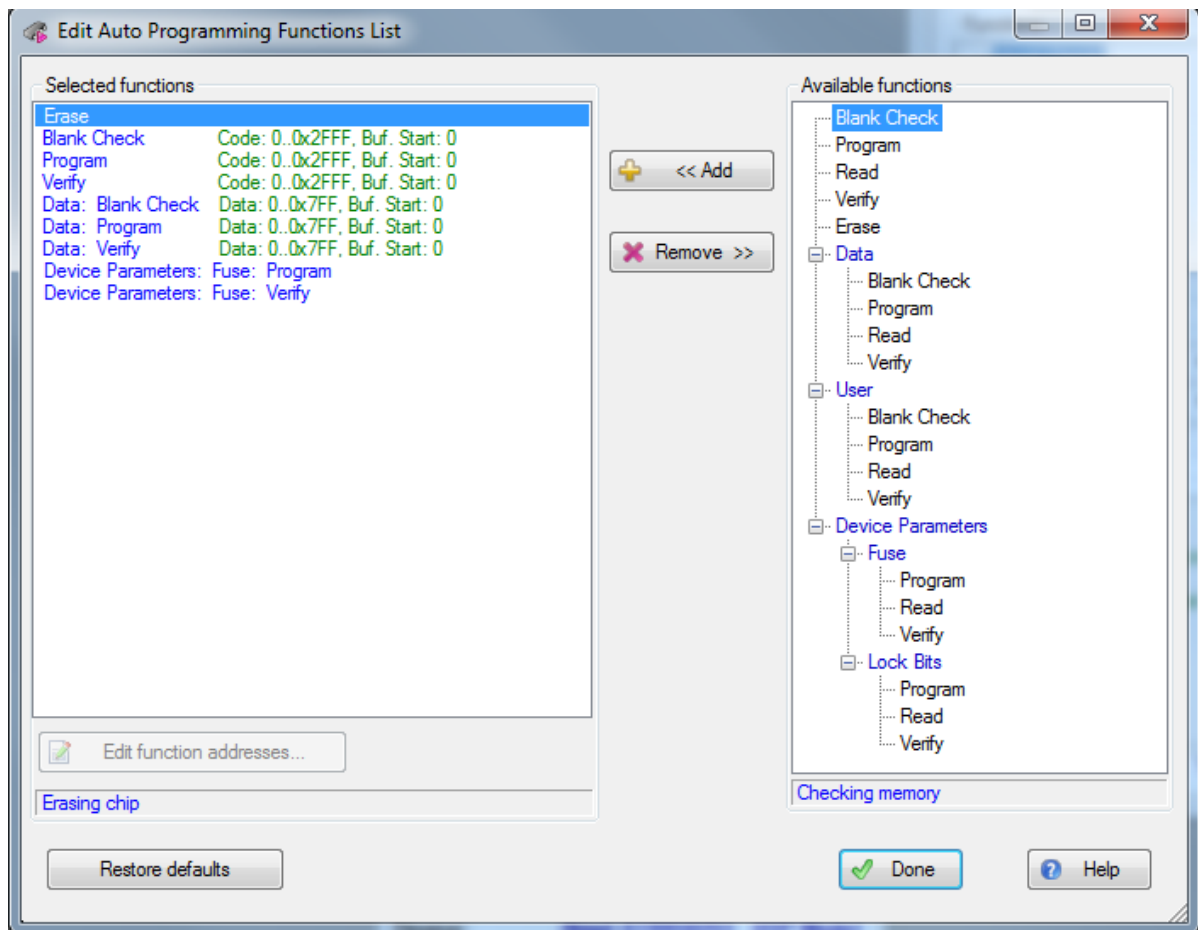 Edit Auto Programming Functions List
Selected functions
Erase
Blank Check Code: 0..0x2FFF, Buf. Start: 0
Program Code: 0..0x2FFF, Buf. Start: 0
Verify Code: 0..0x2FFF, Buf. Start: 0
Data: Blank Check Data: 0..0x7FF, Buf. Start: 0
Data: Program Data: 0..0x7FF, Buf. Start: 0
Data: Verify Data: 0..0x7FF, Buf. Start: 0
Device Parameters: Fuse: Program
Device Parameters: Fuse: Verify
Edit function addresses...
Erasing chip
Restore defaults
<< Add
Remove >>
Available functions
Blank Check
Program
Read
Verify
Erase
Data
Blank Check
Program
Read
Verify
User
Blank Check
Program
Read
Verify
Device Parameters
Fuse
Program
Read
Verify
Lock Bits
Program
Read
Verify
Checking memory
Done
Help